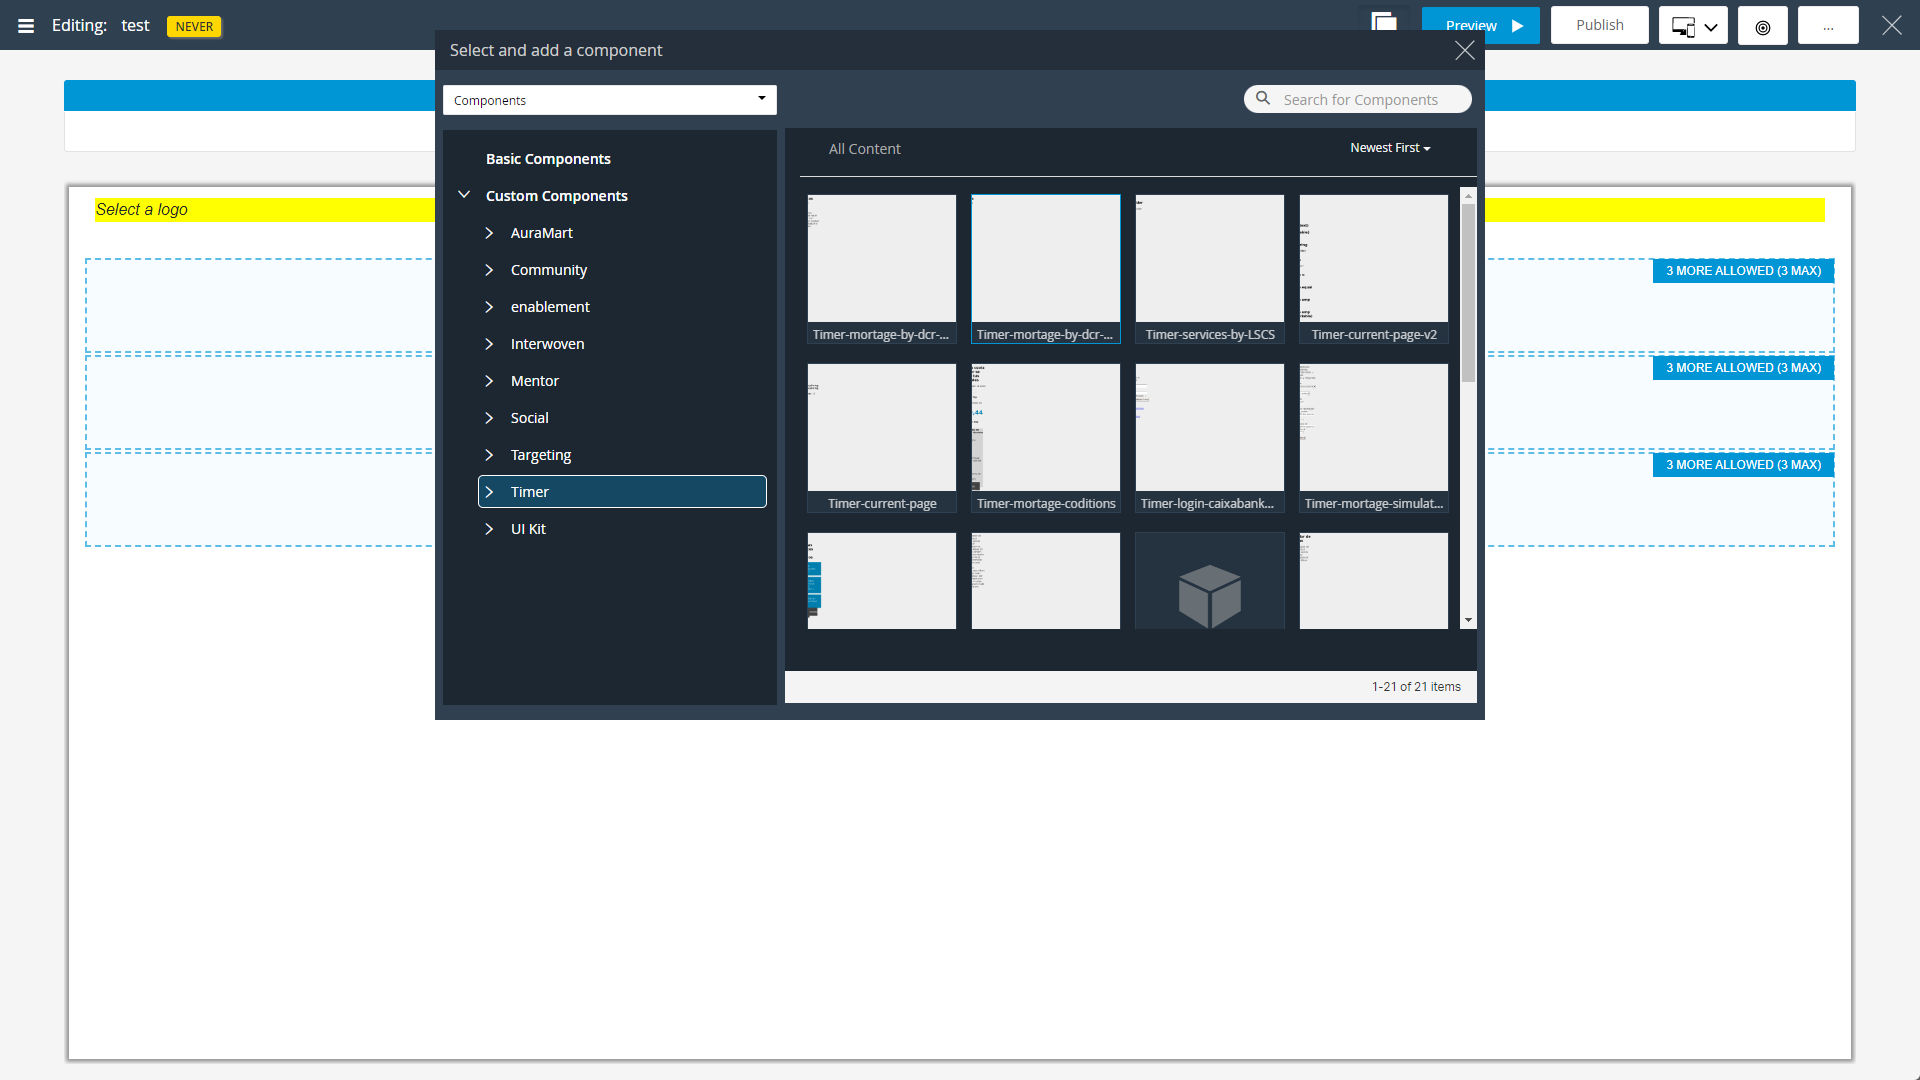 Editing: test NEVER
Preview
Publish
...
Select and add a component
Components
Search for Components
Basic Components
Custom Components
AuraMart
Community
enablement
Interwoven
Mentor
Social
Targeting
Timer
UI Kit
All Content
Newest First
Timer-mortage-by-dcr-...
Timer-mortage-by-dcr-...
Timer-services-by-LSCS
Timer-current-page-v2
Timer-current-page
Timer-mortage-coditions
Timer-login-caixabank...
Timer-mortage-simulat...
1-21 of 21 items
Select a logo
3 MORE ALLOWED (3 MAX)
3 MORE ALLOWED (3 MAX)
3 MORE ALLOWED (3 MAX)